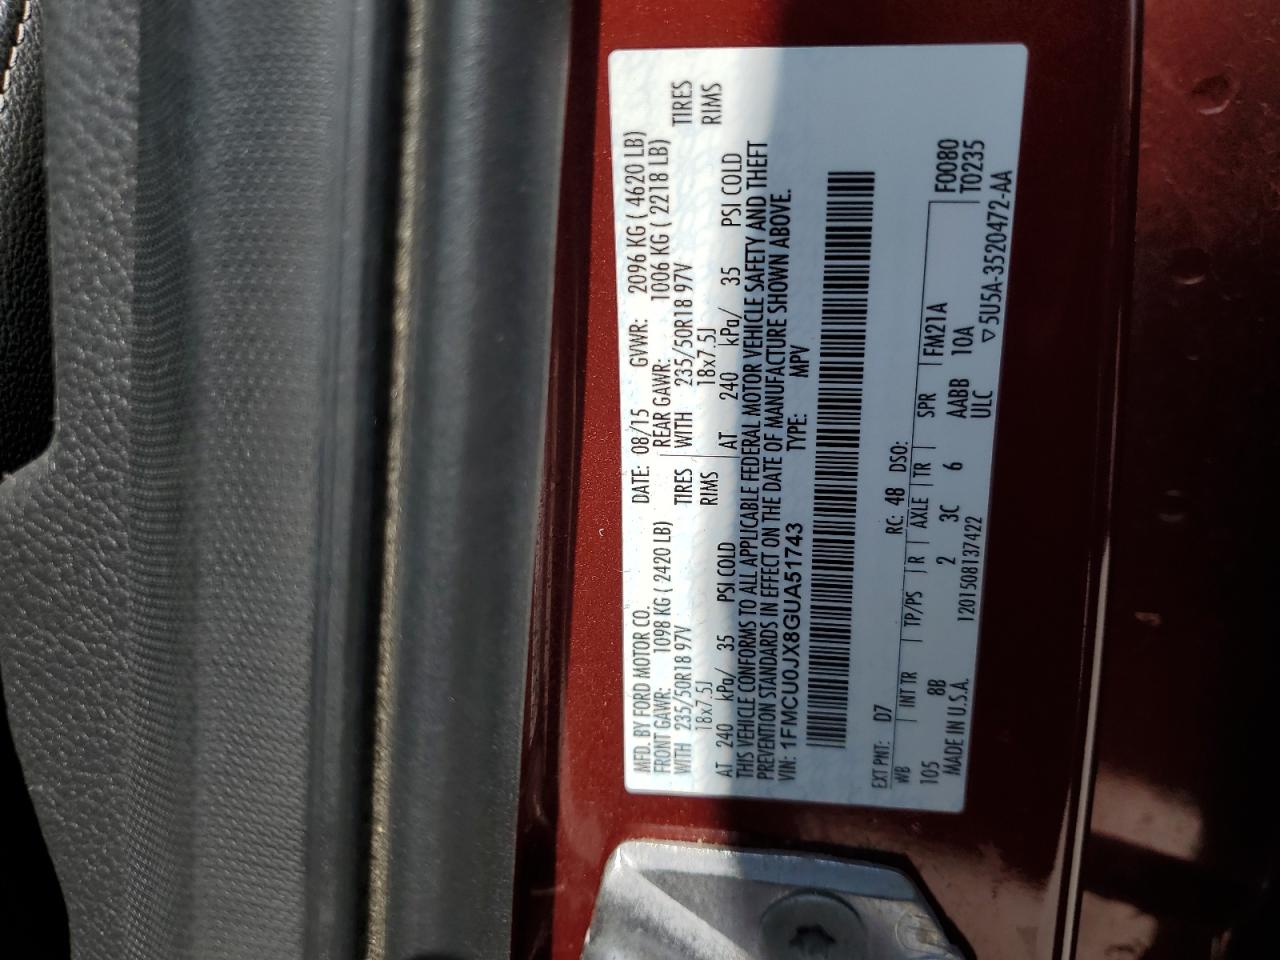 MFD. BY FORD MOTOR CO. DATE: 08/15 GVWR: 2096 KG ( 4620 LB)
FRONT GAWR: 1098 KG ( 2420 LB) REAR GAWR: 1006 KG ( 2218 LB)
WITH 235/50R18 97V TIRES WITH 235/50R18 97V TIRES
18x7.5J RIMS 18x7.5J RIMS
AT 240 kPa/ 35 PSI COLD AT 240 kPa/ 35 PSI COLD
THIS VEHICLE CONFORMS TO ALL APPLICABLE FEDERAL MOTOR VEHICLE SAFETY AND THEFT
PREVENTION STANDARDS IN EFFECT ON THE DATE OF MANUFACTURE SHOWN ABOVE.
VIN: 1FMCU0JX8GUA51743 TYPE: MPV
EXT PNT: D7 RC: 48 DSO:
WB INT TR TP/PS R AXLE TR SPR FM21A F0080
105 8B 2 3C 6 AABB 10A T0235
MADE IN U.S.A. 1201508137422 ULC ▽5U5A-3520472-AA